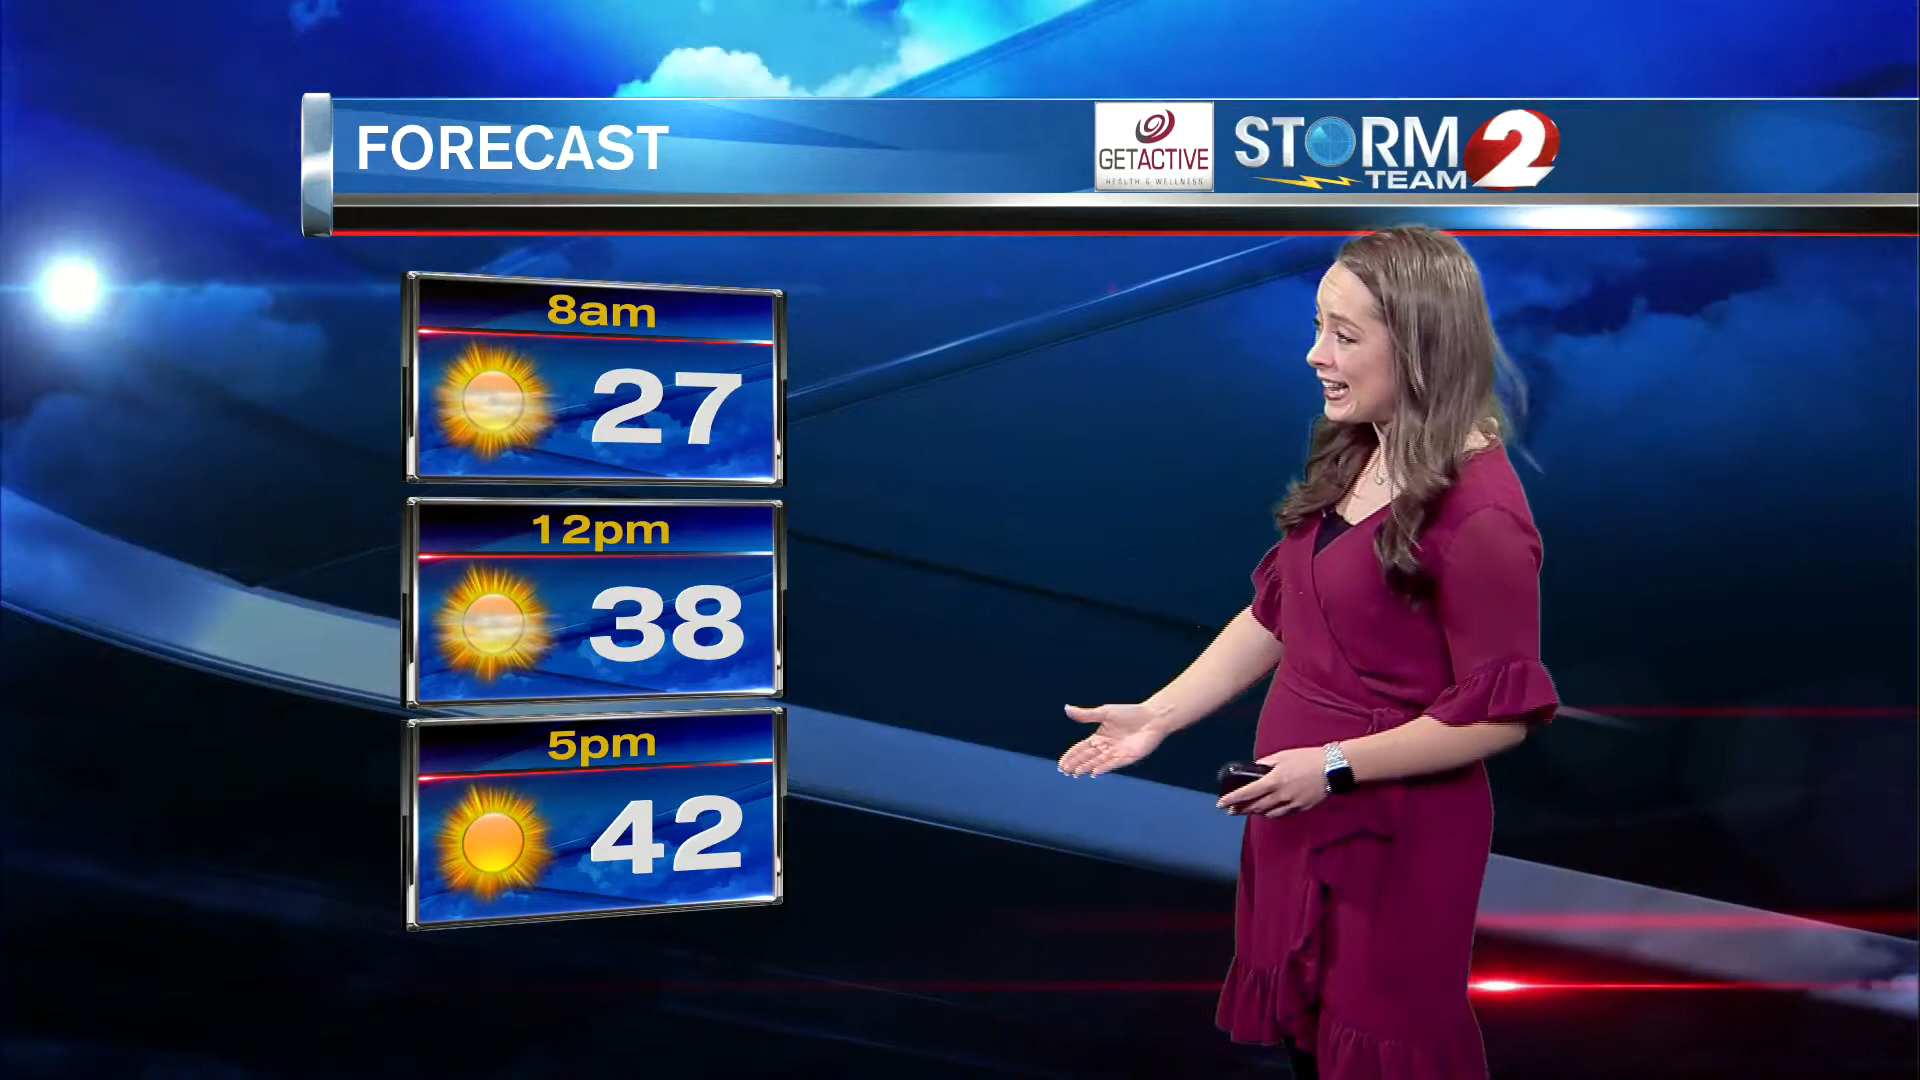 FORECAST
GETACTIVE
HEALTH & WELLNESS
STORM
TEAM 2
8am
27
12pm
38
5pm
42